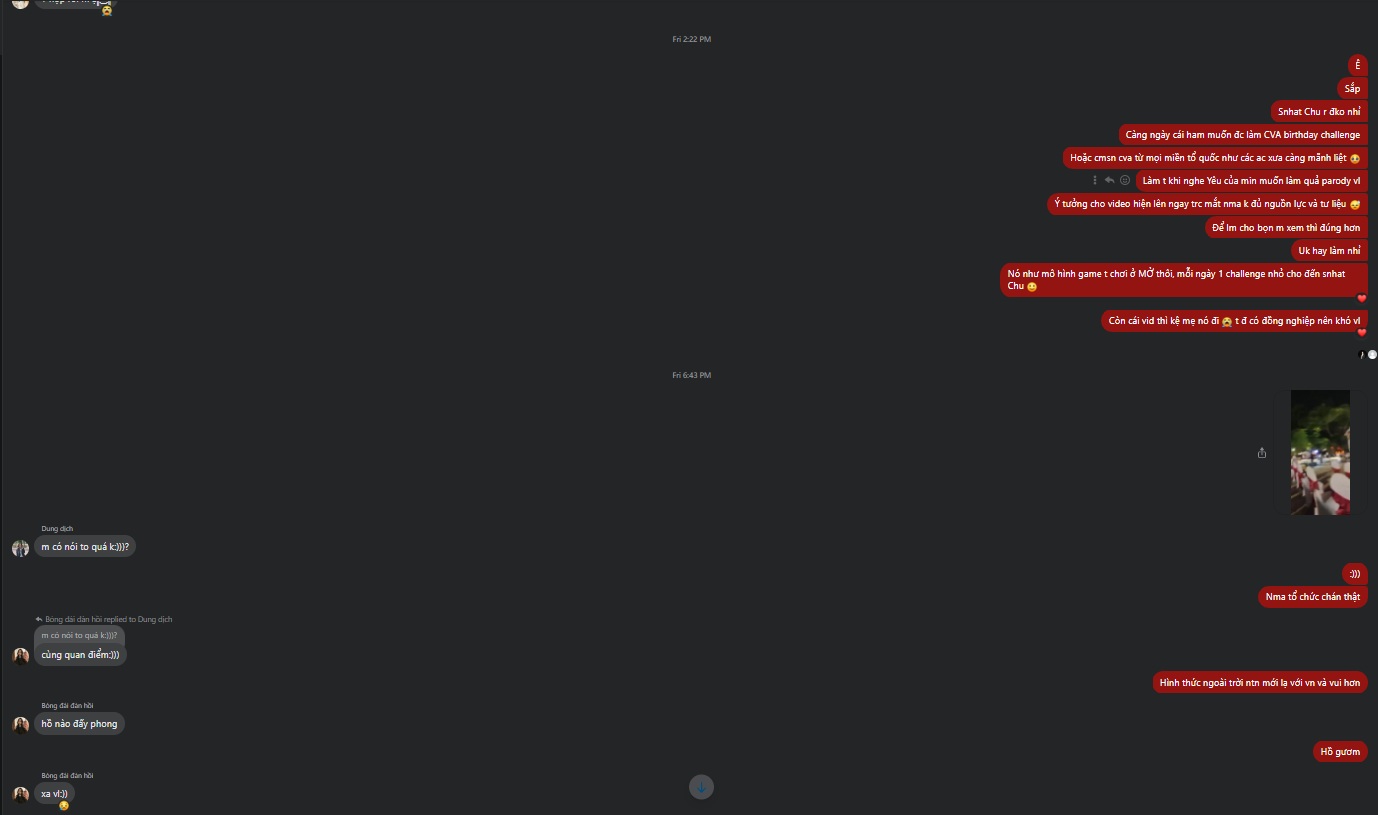 Fri 2:22 PM
Ê
Sắp
Snhat Chu r đko nhỉ
Càng ngày cái ham muốn đc làm CVA birthday challenge
Hoặc cmsn cva từ mọi miền tổ quốc như các ac xưa càng mãnh liệt
Làm t khi nghe Yêu của min muốn làm quả parody vl
Ý tưởng cho video hiện lên ngay trc mắt nma k đủ nguồn lực và tư liệu 😅
Để lm cho bọn m xem thì đúng hơn
Uk hay làm nhỉ
Nó như mô hình game t chơi ở MỞ thôi, mỗi ngày 1 challenge nhỏ cho đến snhat
Chu 🙂
Còn cái vid thì kệ mẹ nó đi 😭 t đ có đồng nghiệp nên khó vl
Fri 6:43 PM
Dung dịch
m có nói to quá k:)))?
:)))
Nma tổ chức chán thật
Bóng đái đàn hồi replied to Dung dịch
m có nói to quá k:)))?
cùng quan điểm:)))
Hình thức ngoài trời ntn mới lạ với vn và vui hơn
Bóng đái đàn hồi
hồ nào đấy phong
Hồ gươm
Bóng đái đàn hồi
xa vl:))